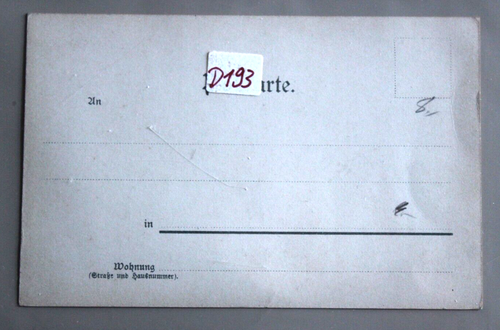 D193
arte.
An
8.-
in
Wohnung
(Straße und Hausnummer).